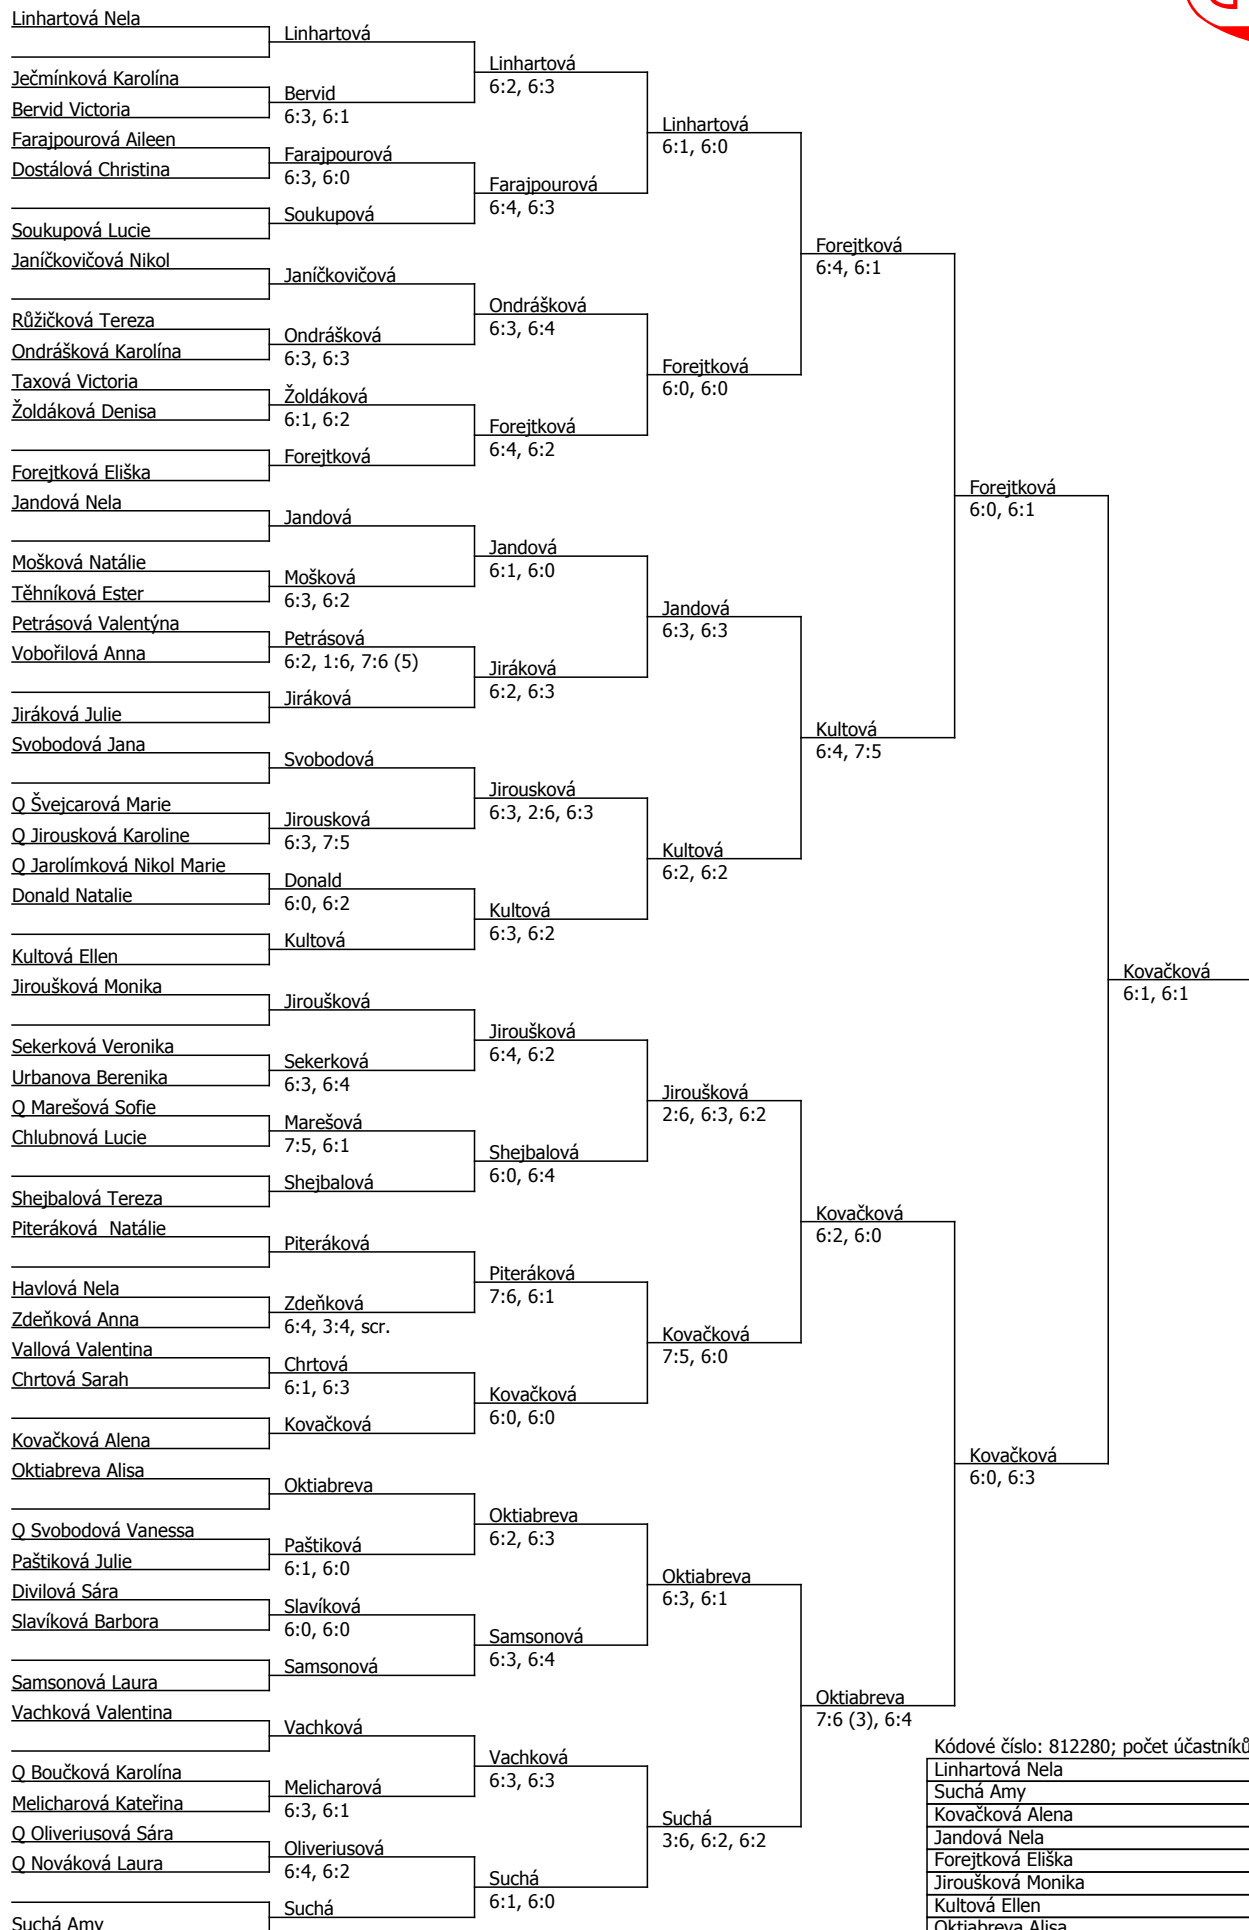 Linhartová Nela
Ječmínková Karolína
Bervid Victoria
Farajpourová Aileen
Dostálová Christina
Soukupová Lucie
Janíčkovičová Nikol
Růžičková Tereza
Ondrášková Karolína
Taxová Victoria
Žoldáková Denisa
Forejtková Eliška
Jandová Nela
Mošková Natálie
Těhníková Ester
Petrásová Valentýna
Vobořilová Anna
Jiráková Julie
Svobodová Jana
Q Švejcarová Marie
Q Jirousková Karoline
Q Jarolímková Nikol Marie
Donald Natalie
Kultová Ellen
Jiroušková Monika
Sekerková Veronika
Urbanova Berenika
Q Marešová Sofie
Chlubnová Lucie
Shejbalová Tereza
Piteráková  Natálie
Havlová Nela
Zdeňková Anna
Vallová Valentina
Chrtová Sarah
Kovačková Alena
Oktiabreva Alisa
Q Svobodová Vanessa
Paštiková Julie
Divilová Sára
Slavíková Barbora
Samsonová Laura
Vachková Valentina
Q Boučková Karolína
Melicharová Kateřina
Q Oliveriusová Sára
Q Nováková Laura
Suchá Amy
Linhartová
Bervid
6:3, 6:1
Farajpourová
6:3, 6:0
Soukupová
Janíčkovičová
Ondrášková
6:3, 6:3
Žoldáková
6:1, 6:2
Forejtková
Jandová
Mošková
6:3, 6:2
Petrásová
6:2, 1:6, 7:6 (5)
Jiráková
Svobodová
Jirousková
6:3, 7:5
Donald
6:0, 6:2
Kultová
Jiroušková
Sekerková
6:3, 6:4
Marešová
7:5, 6:1
Shejbalová
Piteráková
Zdeňková
6:4, 3:4, scr.
Chrtová
6:1, 6:3
Kovačková
Oktiabreva
Paštiková
6:1, 6:0
Slavíková
6:0, 6:0
Samsonová
Vachková
Melicharová
6:3, 6:1
Oliveriusová
6:4, 6:2
Suchá
Linhartová
6:2, 6:3
Farajpourová
6:4, 6:3
Ondrášková
6:3, 6:4
Forejtková
6:4, 6:2
Jandová
6:1, 6:0
Jiráková
6:2, 6:3
Jirousková
6:3, 2:6, 6:3
Kultová
6:3, 6:2
Jiroušková
6:4, 6:2
Shejbalová
6:0, 6:4
Piteráková
7:6, 6:1
Kovačková
6:0, 6:0
Oktiabreva
6:2, 6:3
Samsonová
6:3, 6:4
Vachková
6:3, 6:3
Suchá
6:1, 6:0
Linhartová
6:1, 6:0
Forejtková
6:0, 6:0
Jandová
6:3, 6:3
Kultová
6:2, 6:2
Jiroušková
2:6, 6:3, 6:2
Kovačková
7:5, 6:0
Oktiabreva
6:3, 6:1
Suchá
3:6, 6:2, 6:2
Forejtková
6:4, 6:1
Kultová
6:4, 7:5
Kovačková
6:2, 6:0
Oktiabreva
7:6 (3), 6:4
Forejtková
6:0, 6:1
Kovačková
6:0, 6:3
Kovačková
6:1, 6:1
Kódové číslo: 812280; počet účastníků
Linhartová Nela
Suchá Amy
Kovačková Alena
Jandová Nela
Forejtková Eliška
Jiroušková Monika
Kultová Ellen
Oktiabreva Alisa